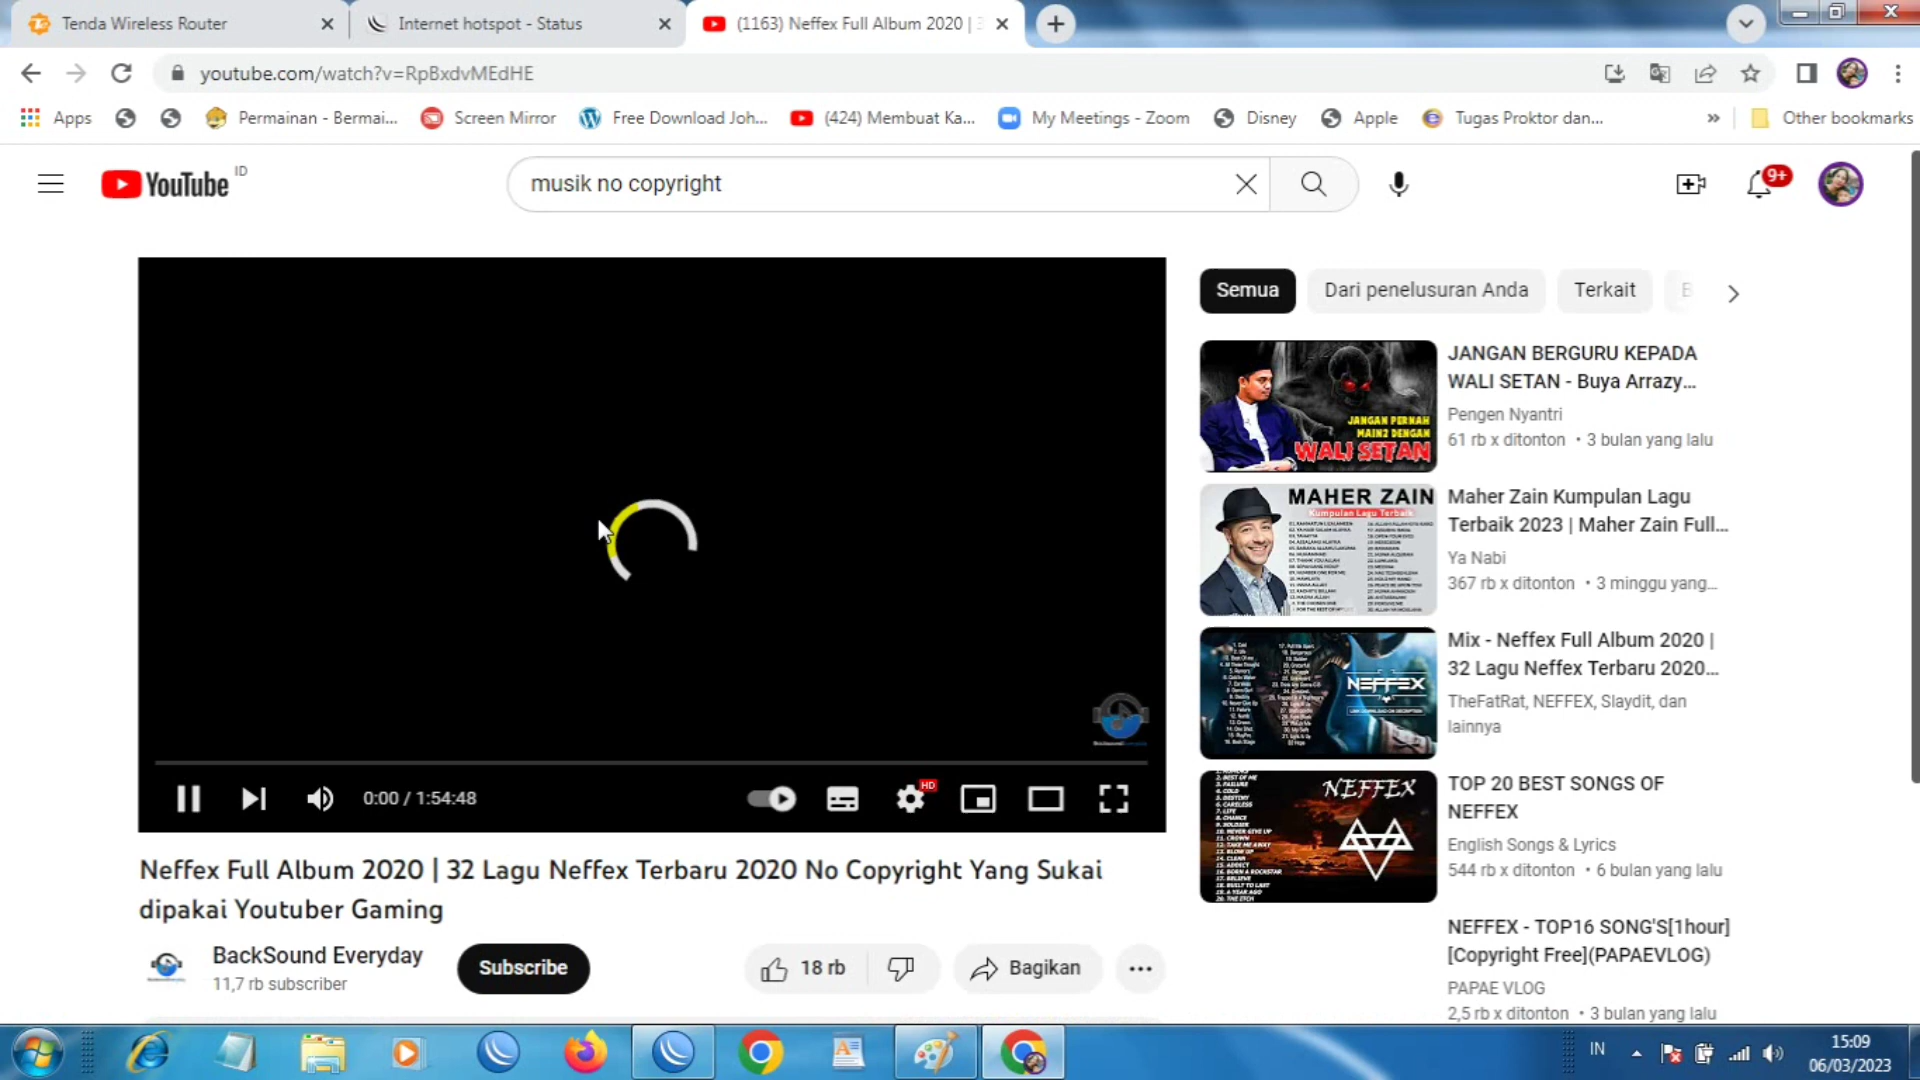 Tenda Wireless Router
Internet hotspot - Status
(1163) Neffex Full Album 2020 |
youtube.com/watch?v=RpBxdvMEdHE
Apps
Permainan - Bermai...
Screen Mirror
Free Download Joh...
(424) Membuat Ka...
My Meetings - Zoom
Disney
Apple
Tugas Proktor dan...
»
Other bookmarks
YouTube ID
musik no copyright
9+
Semua
Dari penelusuran Anda
Terkait
JANGAN PERNAH
MAIN2 DENGAN
WALI SETAN
JANGAN BERGURU KEPADA
WALI SETAN - Buya Arrazy...
Pengen Nyantri
61 rb x ditonton • 3 bulan yang lalu
MAHER ZAIN
Kumpulan Lagu Terbaik
Maher Zain Kumpulan Lagu
Terbaik 2023 | Maher Zain Full...
Ya Nabi
367 rb x ditonton • 3 minggu yang...
NEFFEX
Mix - Neffex Full Album 2020 |
32 Lagu Neffex Terbaru 2020...
TheFatRat, NEFFEX, Slaydit, dan
lainnya
NEFFEX
TOP 20 BEST SONGS OF
NEFFEX
English Songs & Lyrics
544 rb x ditonton • 6 bulan yang lalu
NEFFEX - TOP16 SONG'S[1hour]
[Copyright Free](PAPAEVLOG)
PAPAE VLOG
2,5 rb x ditonton • 3 bulan yang lalu
0:00 / 1:54:48
HD
Neffex Full Album 2020 | 32 Lagu Neffex Terbaru 2020 No Copyright Yang Sukai
dipakai Youtuber Gaming
BackSound Everyday
11,7 rb subscriber
Subscribe
18 rb
Bagikan
IN
15:09
06/03/2023